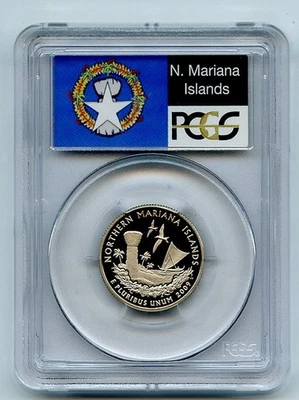 N. Mariana
Islands
PCGS
NORTHERN MARIANA ISLANDS
E PLURIBUS UNUM 2009